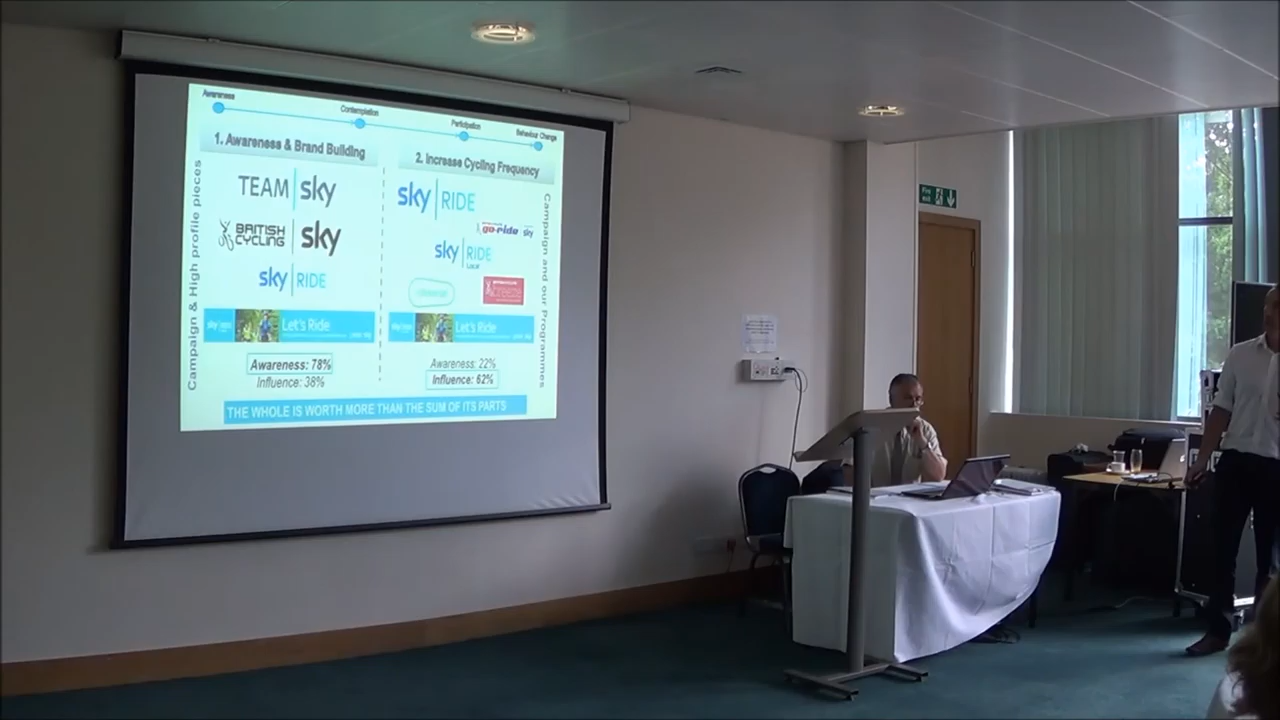 Awareness
Contemplation
Participation
Behaviour Change
1. Awareness & Brand Building
2. Increase Cycling Frequency
Campaign & High profile pieces
TEAM sky
BRITISH CYCLING sky
sky RIDE
sky RIDE
go-ride sky
sky RIDE
Local
breeze
Let's Ride
Let's Ride
Awareness: 78%
Influence: 38%
Awareness: 22%
Influence: 62%
Campaign and our Programmes
THE WHOLE IS WORTH MORE THAN THE SUM OF ITS PARTS
Fire exit